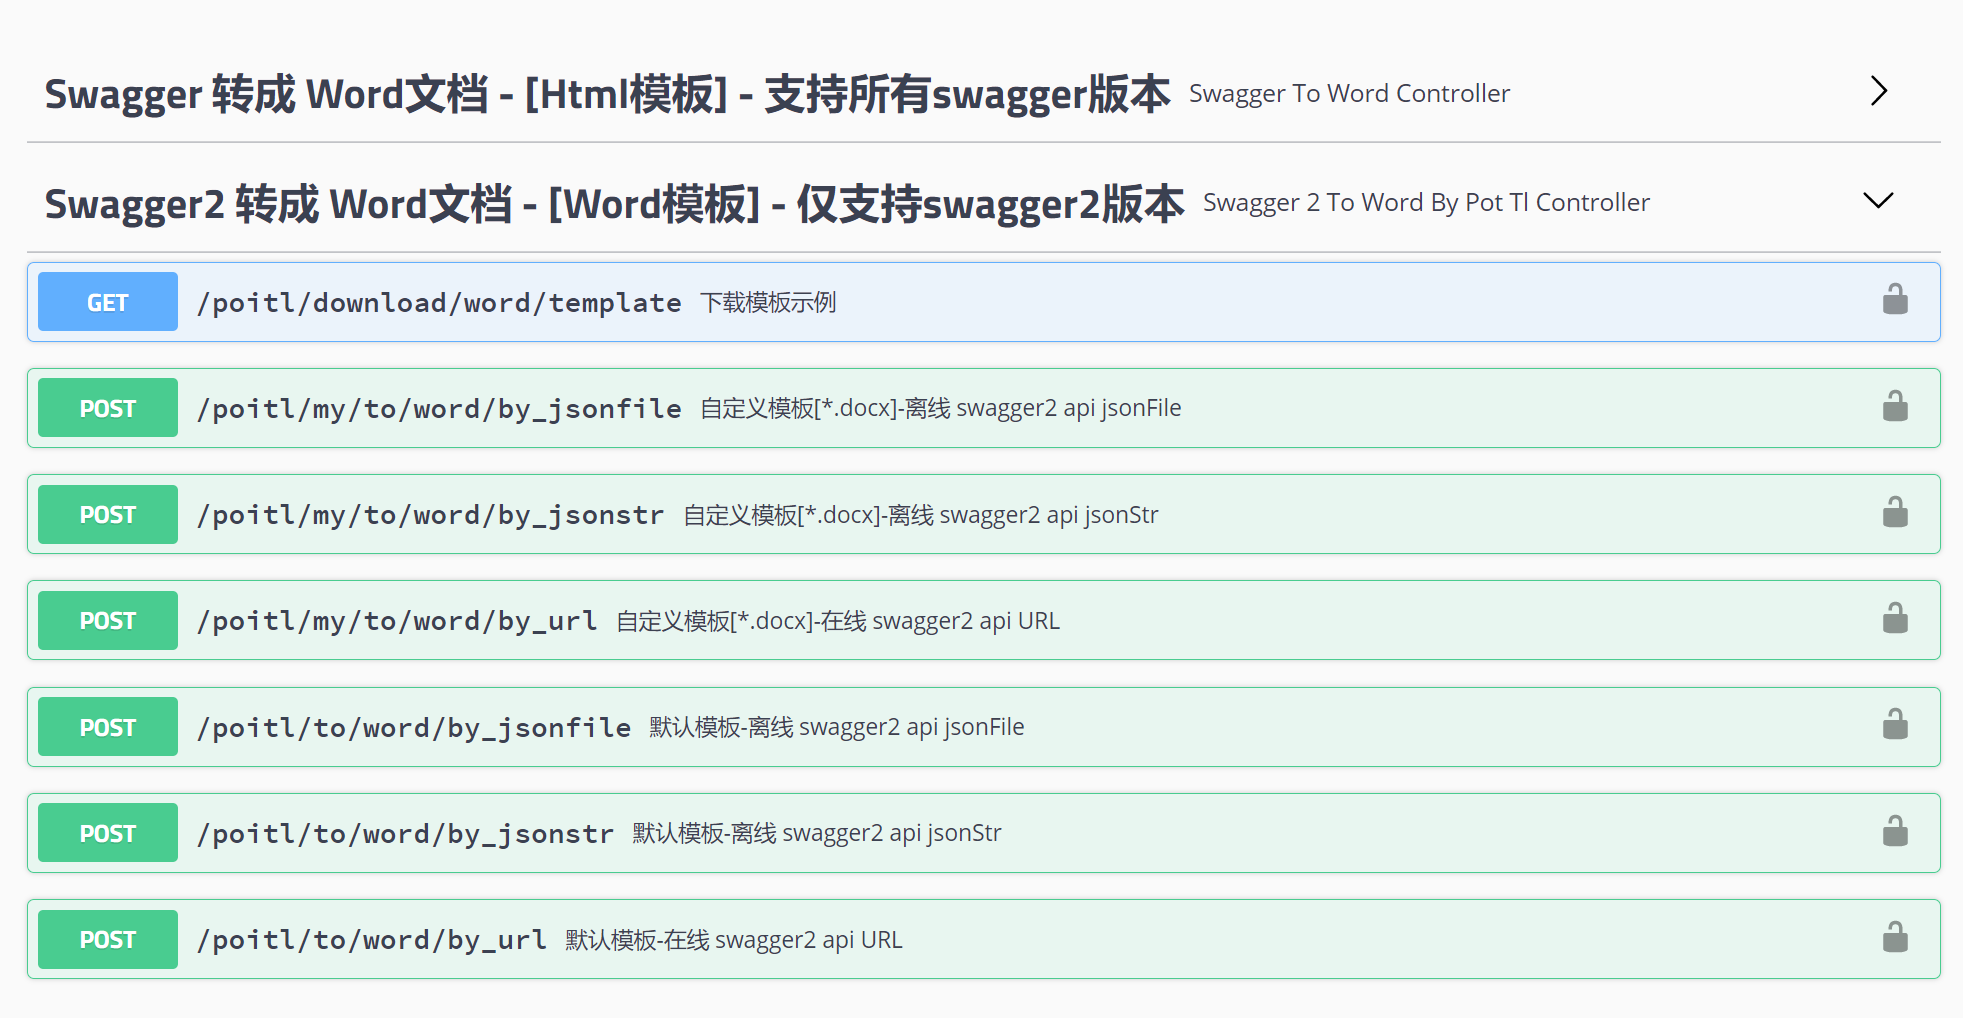 Swagger 转成 Word文档 - [Html模板] - 支持所有swagger版本 Swagger To Word Controller
Swagger2 转成 Word文档 - [Word模板] - 仅支持swagger2版本 Swagger 2 To Word By Pot Tl Controller
GET /poitl/download/word/template 下载模板示例
POST /poitl/my/to/word/by_jsonfile 自定义模板[*.docx]-离线 swagger2 api jsonFile
POST /poitl/my/to/word/by_jsonstr 自定义模板[*.docx]-离线 swagger2 api jsonStr
POST /poitl/my/to/word/by_url 自定义模板[*.docx]-在线 swagger2 api URL
POST /poitl/to/word/by_jsonfile 默认模板-离线 swagger2 api jsonFile
POST /poitl/to/word/by_jsonstr 默认模板-离线 swagger2 api jsonStr
POST /poitl/to/word/by_url 默认模板-在线 swagger2 api URL